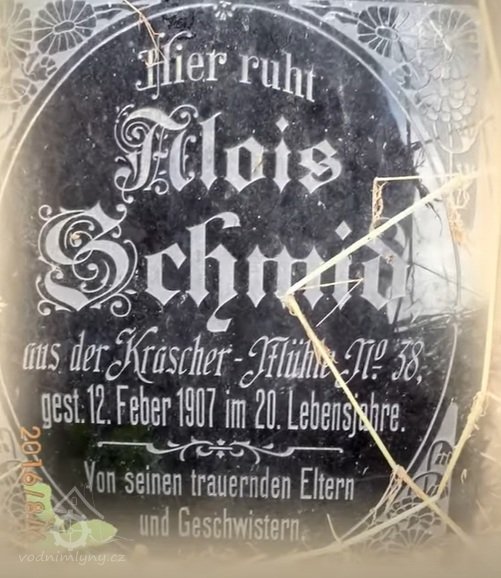 Hier ruht
Alois
Schmid
aus der Krascher-Mühle No 38,
gest. 12. Feber 1907 im 20. Lebensjahre.
Von seinen trauernden Eltern
und Geschwistern.
vodnimlyny.cz